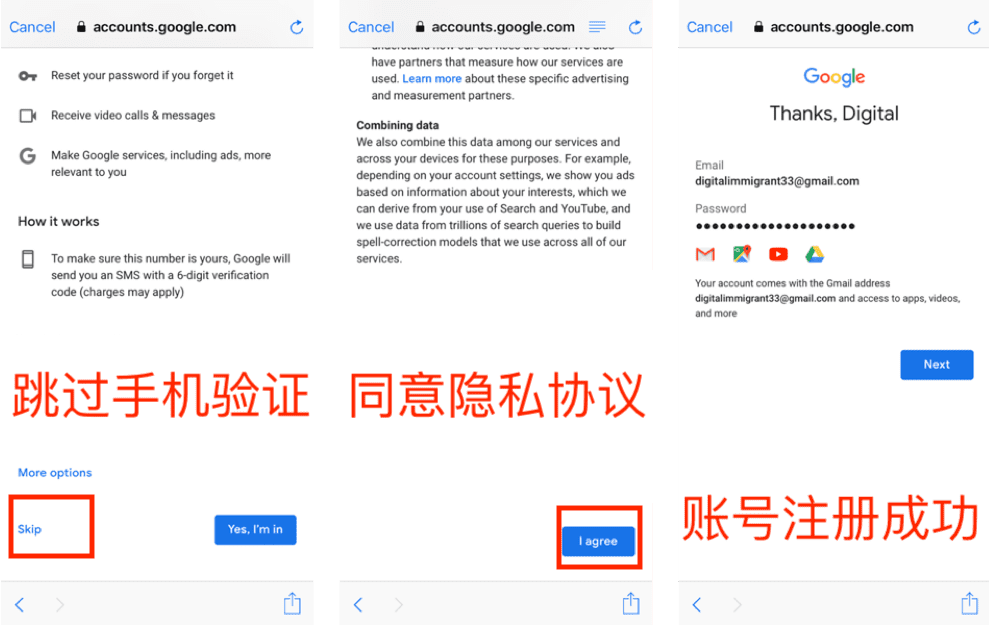 Cancel accounts.google.com
Reset your password if you forget it
Receive video calls & messages
Make Google services, including ads, more
relevant to you
How it works
To make sure this number is yours, Google will
send you an SMS with a 6-digit verification
code (charges may apply)
跳过手机验证
More options
Skip
Yes, I'm in
Cancel accounts.google.com
understand how our services are used. We also
have partners that measure how our services are
used. Learn more about these specific advertising
and measurement partners.
Combining data
We also combine this data among our services and
across your devices for these purposes. For example,
depending on your account settings, we show you ads
based on information about your interests, which we
can derive from your use of Search and YouTube, and
we use data from trillions of search queries to build
spell-correction models that we use across all of our
services.
同意隐私协议
I agree
Cancel accounts.google.com
Google
Thanks, Digital
Email
digitalimmigrant33@gmail.com
Password
••••••••••••••••••••
Your account comes with the Gmail address
digitalimmigrant33@gmail.com and access to apps, videos,
and more
Next
账号注册成功